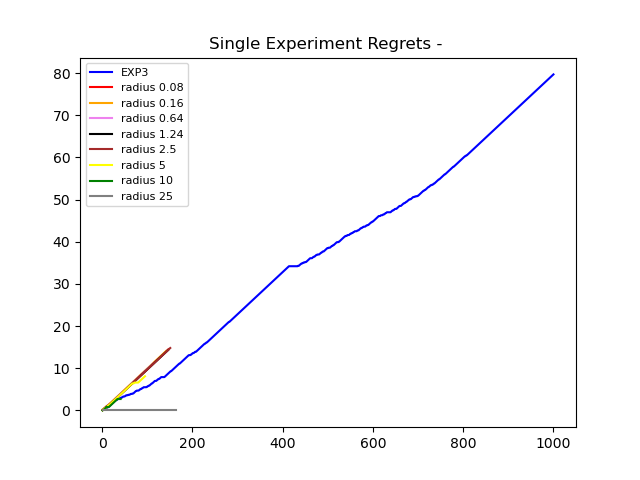 Single Experiment Regrets -
EXP3
radius 0.08
radius 0.16
radius 0.64
radius 1.24
radius 2.5
radius 5
radius 10
radius 25
80
70
60
50
40
30
20
10
0
0 200 400 600 800 1000